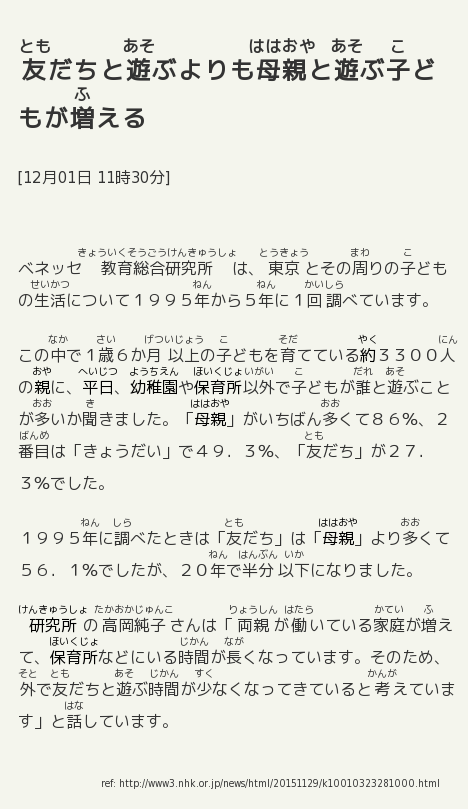 友だちと遊ぶよりも母親と遊ぶ子ど
もが増える
[12月01日 11時30分]
ベネッセ 教育総合研究所 は、東京とその周りの子ども
の生活について１９９５年から５年に１回調べています。
この中で１歳６か月以上の子どもを育てている約３３００人
の親に、平日、幼稚園や保育所以外で子どもが誰と遊ぶこと
が多いか聞きました。「母親」がいちばん多くて８６％、２
番目は「きょうだい」で４９．３％、「友だち」が２７．
３％でした。
１９９５年に調べたときは「友だち」は「母親」より多くて
５６．１％でしたが、２０年で半分以下になりました。
研究所の高岡純子さんは「両親が働いている家庭が増え
て、保育所などにいる時間が長くなっています。そのため、
外で友だちと遊ぶ時間が少なくなってきていると考えていま
す」と話しています。
ref: http://www3.nhk.or.jp/news/html/20151129/k10010323281000.html